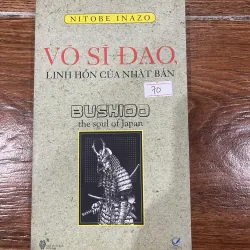 NITOBE INAZO
VÕ SĨ ĐẠO,
LINH HỒN CỦA NHẬT BẢN
70
BUSHIDO
the soul of Japan